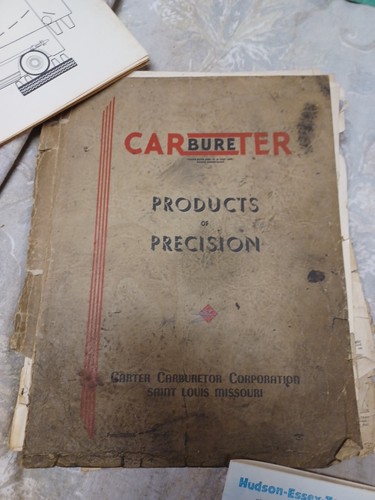 CARBURETER
PRODUCTS
OF
PRECISION
CARTER CARBURETOR CORPORATION
SAINT LOUIS MISSOURI
Hudson-Essex-